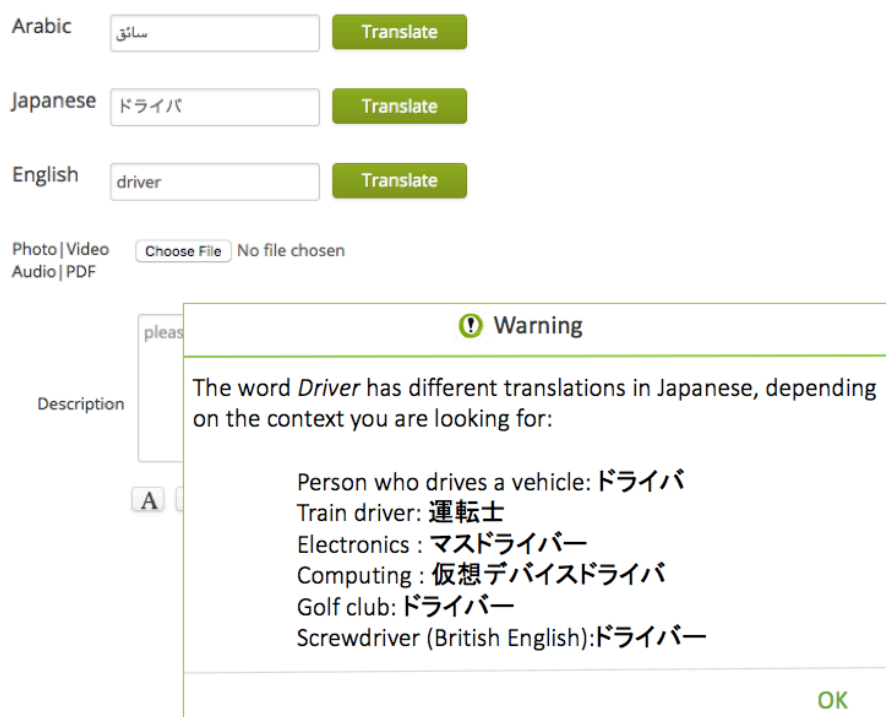 Arabic سائق Translate
Japanese ドライバ Translate
English driver Translate
Photo|Video Choose File No file chosen
Audio|PDF
Warning
pleas
The word Driver has different translations in Japanese, depending
on the context you are looking for:
Description
Person who drives a vehicle: ドライバ
Train driver: 運転士
Electronics : マスドライバー
Computing : 仮想デバイスドライバ
Golf club: ドライバー
Screwdriver (British English):ドライバー
A
OK